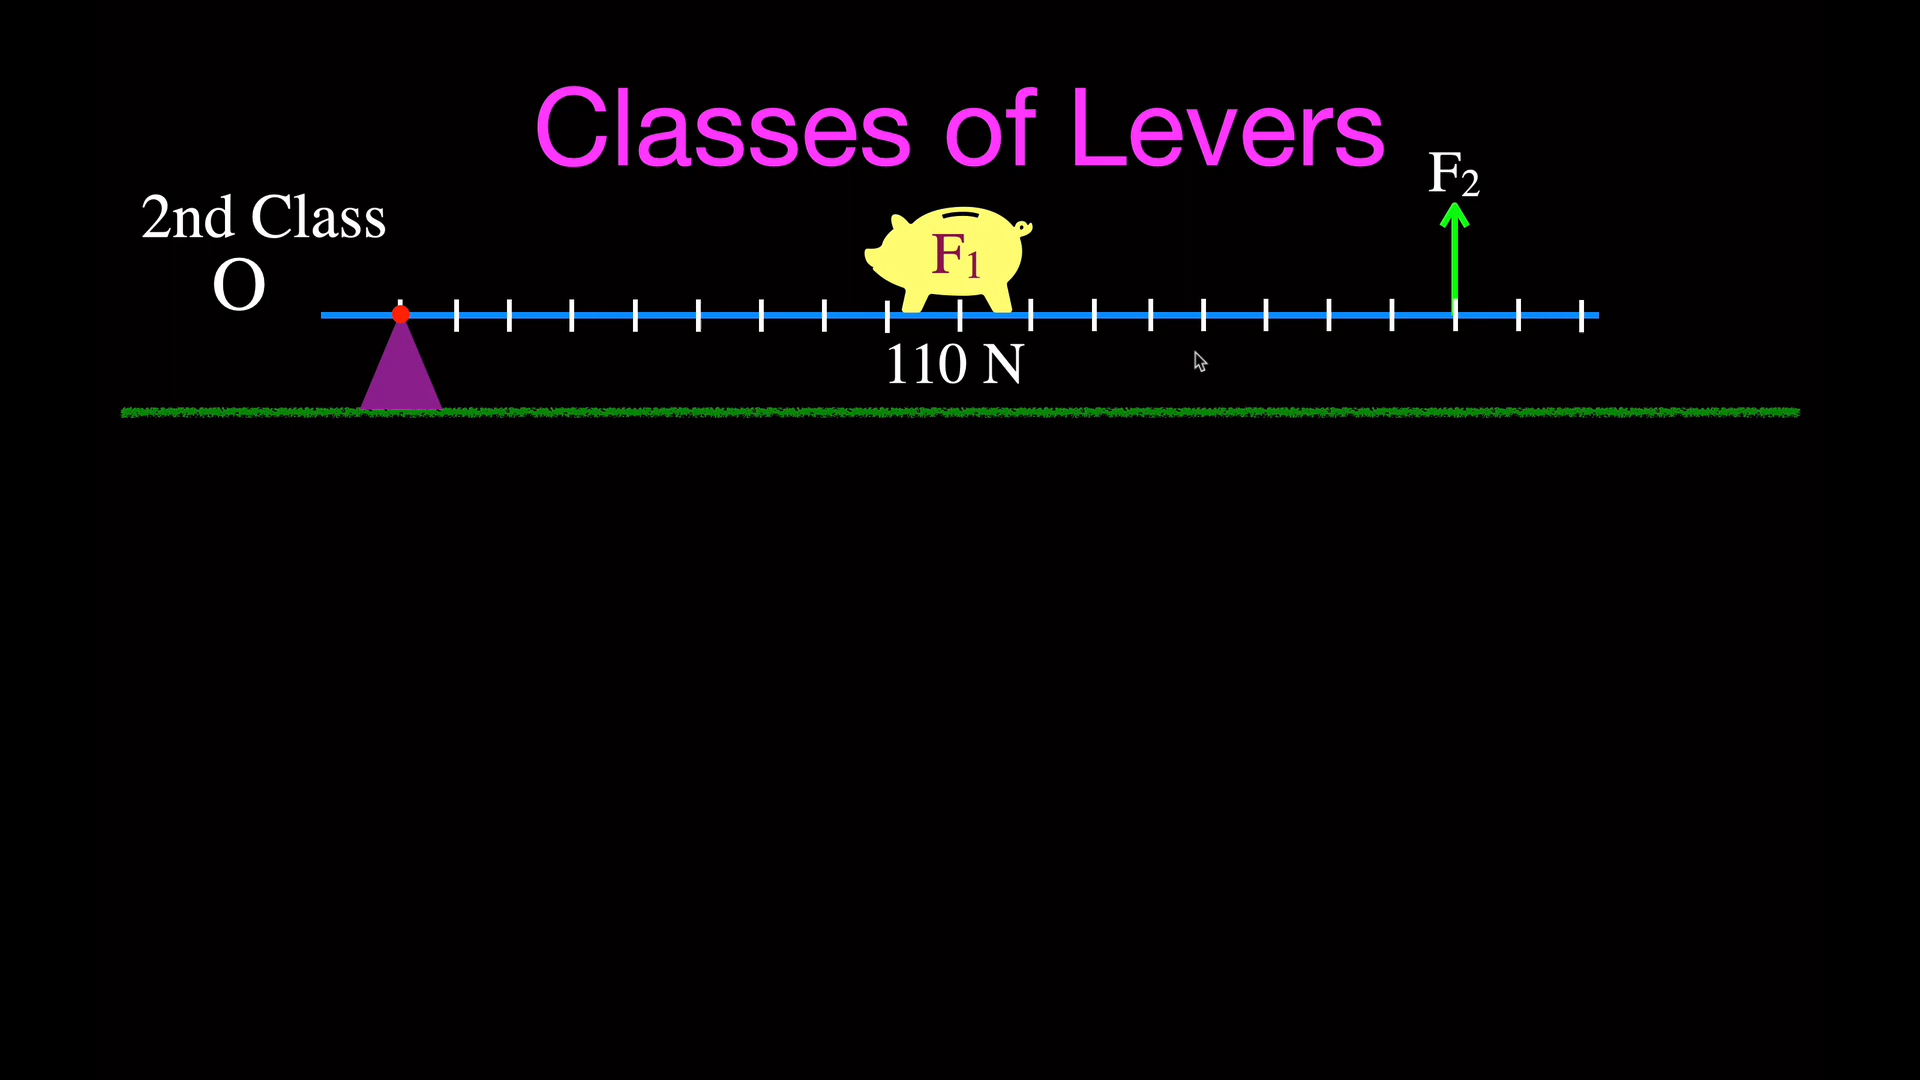 Classes of Levers
2nd Class
O
F₁
F₂
110 N